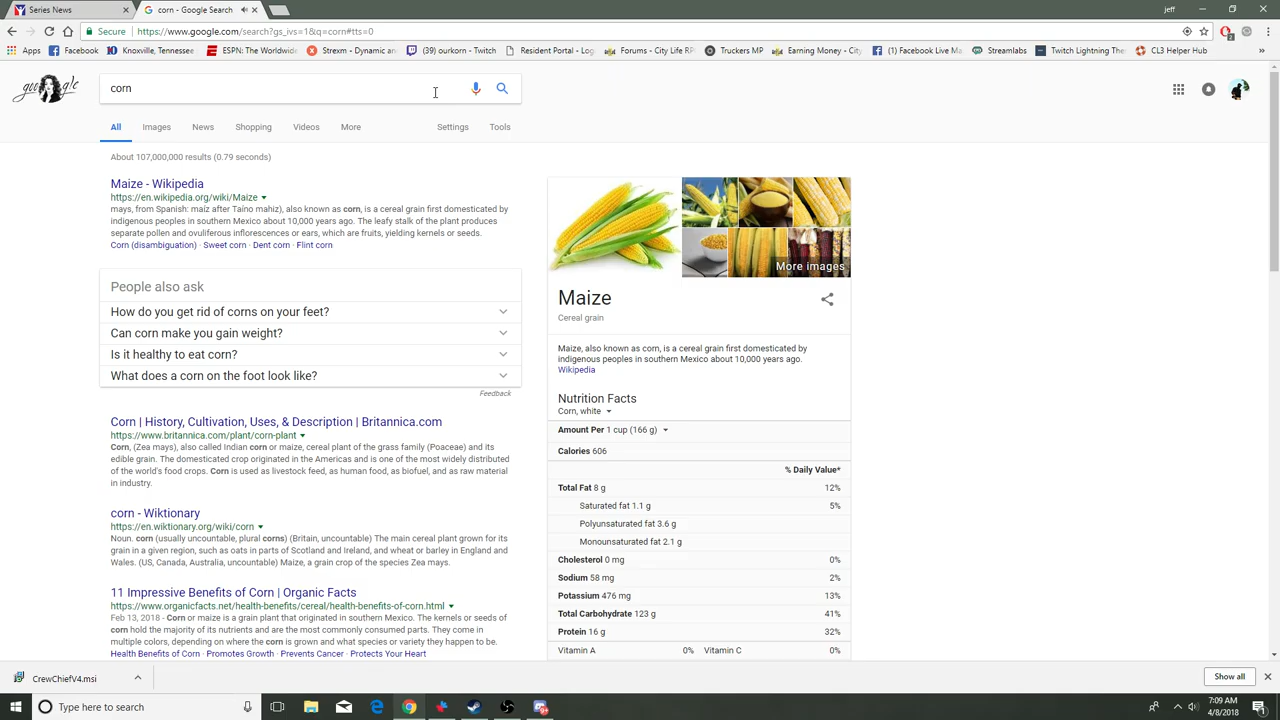 Series News
corn - Google Search
jeff
Secure
https://www.google.com/search?gs_ivs=1&q=corn#tts=0
Apps
Facebook
Knoxville, Tennessee
ESPN: The Worldwide
Strexm - Dynamic an
(39) ourkorn - Twitch
Resident Portal - Log
Forums - City Life RP
Truckers MP
Earning Money - City
(1) Facebook Live Ma
Streamlabs
Twitch Lightning The
CL3 Helper Hub
corn
All
Images
News
Shopping
Videos
More
Settings
Tools
About 107,000,000 results (0.79 seconds)
Maize - Wikipedia
https://en.wikipedia.org/wiki/Maize
mays, from Spanish: maíz after Taíno mahiz), also known as corn, is a cereal grain first domesticated by
indigenous peoples in southern Mexico about 10,000 years ago. The leafy stalk of the plant produces
separate pollen and ovuliferous inflorescences or ears, which are fruits, yielding kernels or seeds.
Corn (disambiguation) · Sweet corn · Dent corn · Flint corn
People also ask
How do you get rid of corns on your feet?
Can corn make you gain weight?
Is it healthy to eat corn?
What does a corn on the foot look like?
Feedback
Corn | History, Cultivation, Uses, & Description | Britannica.com
https://www.britannica.com/plant/corn-plant
Corn, (Zea mays), also called Indian corn or maize, cereal plant of the grass family (Poaceae) and its
edible grain. The domesticated crop originated in the Americas and is one of the most widely distributed
of the world's food crops. Corn is used as livestock feed, as human food, as biofuel, and as raw material
in industry.
corn - Wiktionary
https://en.wiktionary.org/wiki/corn
Noun. corn (usually uncountable, plural corns) (Britain, uncountable) The main cereal plant grown for its
grain in a given region, such as oats in parts of Scotland and Ireland, and wheat or barley in England and
Wales. (US, Canada, Australia, uncountable) Maize, a grain crop of the species Zea mays.
11 Impressive Benefits of Corn | Organic Facts
https://www.organicfacts.net/health-benefits/cereal/health-benefits-of-corn.html
Feb 13, 2018 - Corn or maize is a grain plant that originated in southern Mexico. The kernels or seeds of
corn hold the majority of its nutrients and are the most commonly consumed parts. They come in
multiple colors, depending on where the corn is grown and what species or variety they happen to be.
Health Benefits of Corn · Promotes Growth · Prevents Cancer · Protects Your Heart
More images
Maize
Cereal grain
Maize, also known as corn, is a cereal grain first domesticated by
indigenous peoples in southern Mexico about 10,000 years ago.
Wikipedia
Nutrition Facts
Corn, white
Amount Per 1 cup (166 g)
Calories 606
% Daily Value*
Total Fat 8 g 12%
Saturated fat 1.1 g 5%
Polyunsaturated fat 3.6 g
Monounsaturated fat 2.1 g
Cholesterol 0 mg 0%
Sodium 58 mg 2%
Potassium 476 mg 13%
Total Carbohydrate 123 g 41%
Protein 16 g 32%
Vitamin A 0% Vitamin C 0%
CrewChiefV4.msi
Show all
Type here to search
7:09 AM
4/8/2018